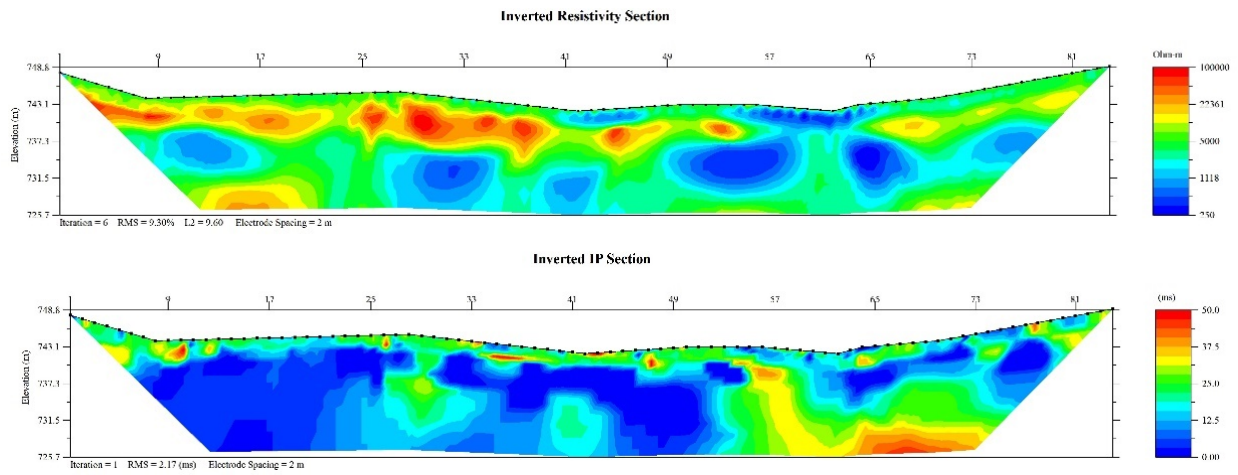 Inverted Resistivity Section
1 9 17 25 33 41 49 57 65 73 81
Ohm-m
748.8
743.1
737.3
731.5
725.7
Elevation (m)
100000
22361
5000
1118
250
Iteration = 6 RMS = 9.30% L2 = 9.60 Electrode Spacing = 2 m
Inverted IP Section
1 9 17 25 33 41 49 57 65 73 81
(ms)
748.8
743.1
737.3
731.5
725.7
Elevation (m)
50.0
37.5
25.0
12.5
0.00
Iteration = 1 RMS = 2.17 (ms) Electrode Spacing = 2 m